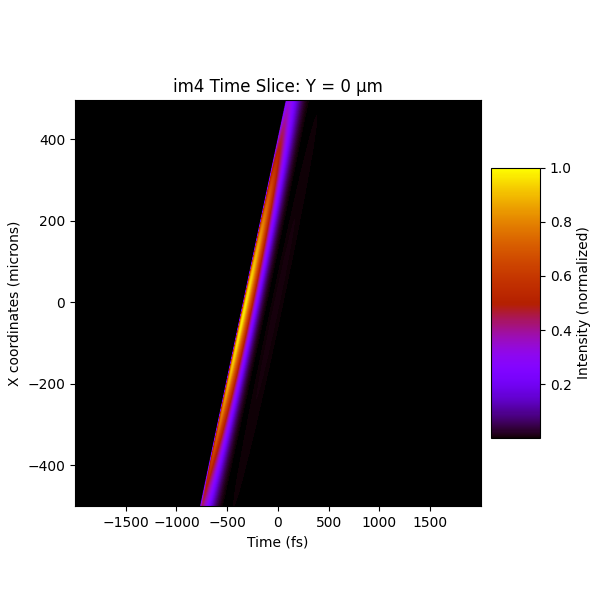 im4 Time Slice: Y = 0 μm
X coordinates (microns)
400
200
0
−200
−400
−1500 −1000 −500 0 500 1000 1500
Time (fs)
1.0
0.8
0.6
0.4
0.2
Intensity (normalized)